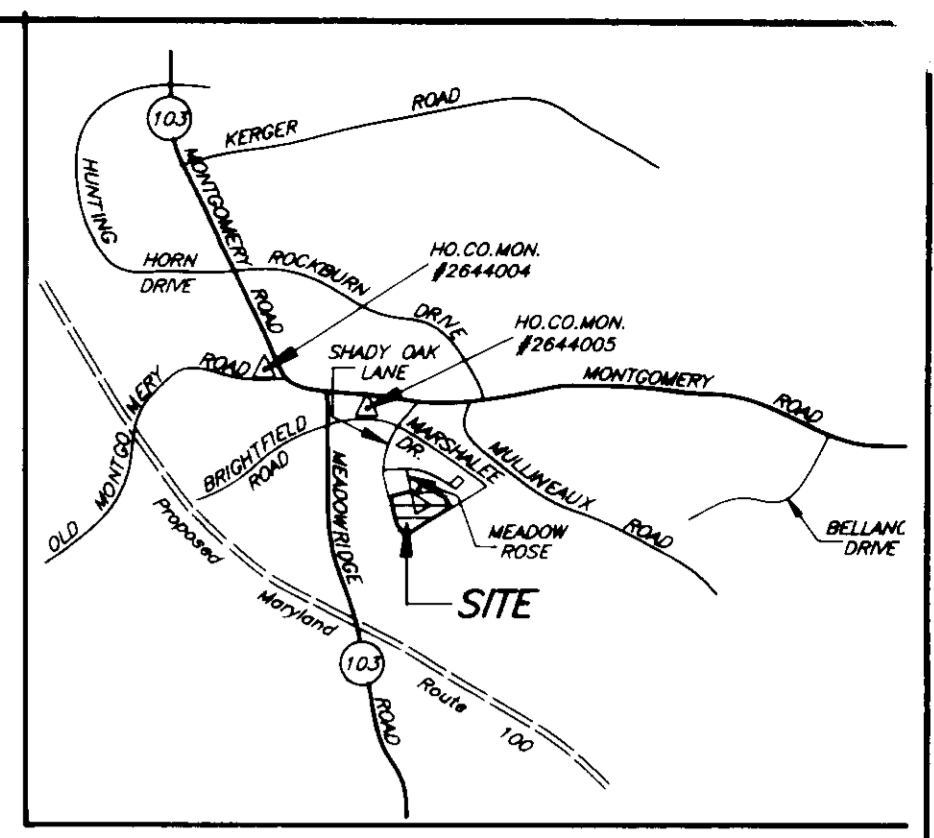 103
KERGER ROAD
MONTGOMERY ROAD
HUNTING HORN DRIVE
ROCKBURN DRIVE
HO.CO.MON.
#2644004
HO.CO.MON.
#2644005
SHADY OAK
LANE
OLD MONTGOMERY ROAD
MONTGOMERY ROAD
BRIGHTFIELD
ROAD
MARSHALEE
DR.
MULLINEAUX ROAD
MEADOWRIDGE ROAD
MEADOW
ROSE
BELLANC
DRIVE
SITE
Proposed Maryland Route 100
103